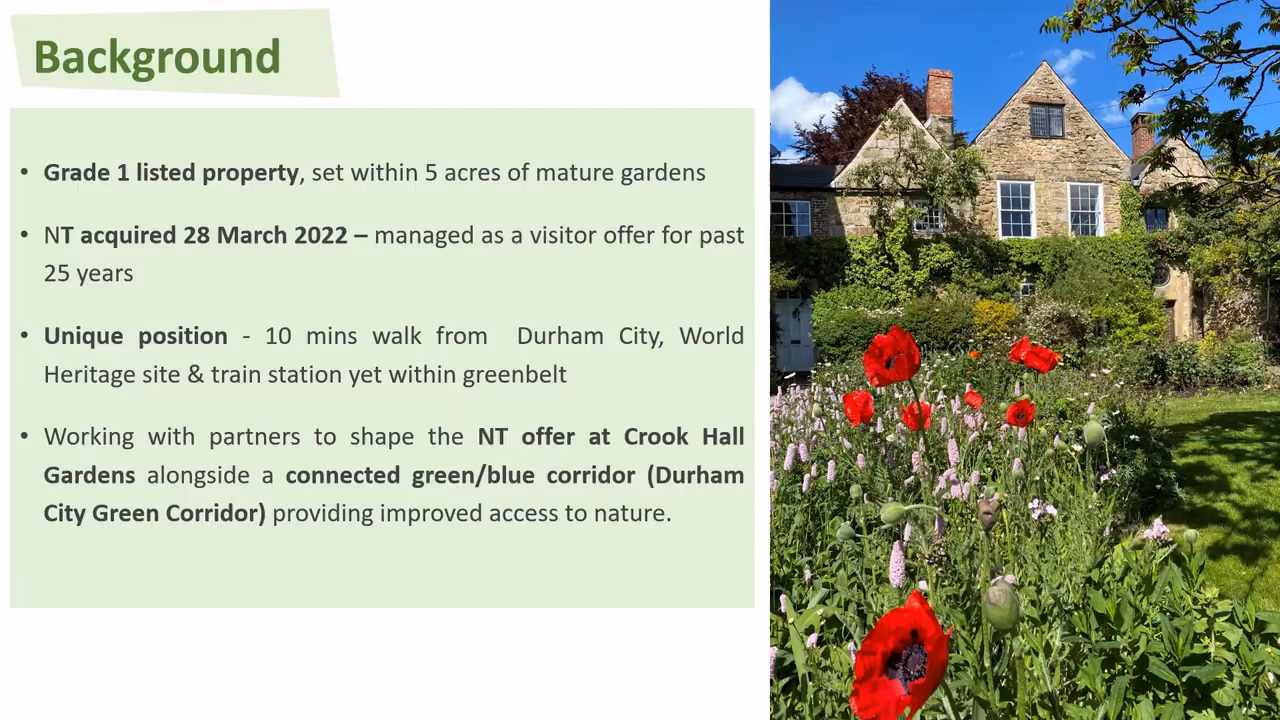 Background
• Grade 1 listed property, set within 5 acres of mature gardens
• NT acquired 28 March 2022 – managed as a visitor offer for past
25 years
• Unique position - 10 mins walk from Durham City, World
Heritage site & train station yet within greenbelt
• Working with partners to shape the NT offer at Crook Hall
Gardens alongside a connected green/blue corridor (Durham
City Green Corridor) providing improved access to nature.